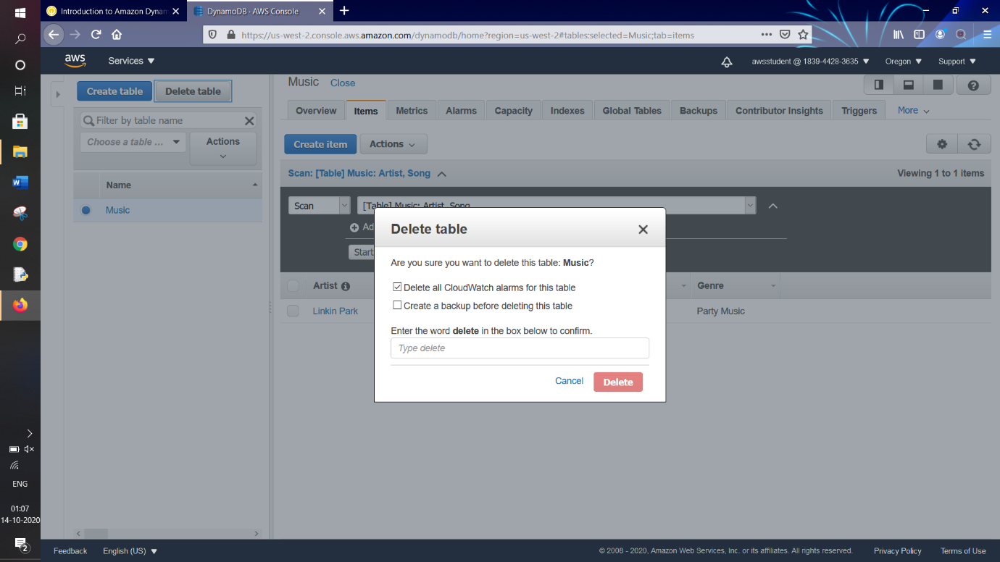 Introduction to Amazon Dynan
DynamoDB · AWS Console
https://us-west-2.console.aws.amazon.com/dynamodb/home?region=us-west-2#tables:selected=Music;tab=items
aws
Services
awsstudent @ 1839-4428-3635
Oregon
Support
Create table
Delete table
Filter by table name
Choose a table ...
Actions
Name
Music
Music
Close
Overview
Items
Metrics
Alarms
Capacity
Indexes
Global Tables
Backups
Contributor Insights
Triggers
More
Create item
Actions
Scan: [Table] Music: Artist, Song
Viewing 1 to 1 items
Scan
[Table] Music: Artist, Song
Ad
Start
Artist
Genre
Linkin Park
Party Music
Delete table
Are you sure you want to delete this table: Music?
Delete all CloudWatch alarms for this table
Create a backup before deleting this table
Enter the word delete in the box below to confirm.
Type delete
Cancel
Delete
ENG
01:07
14-10-2020
2
Feedback
English (US)
© 2008 - 2020, Amazon Web Services, Inc. or its affiliates. All rights reserved.
Privacy Policy
Terms of Use